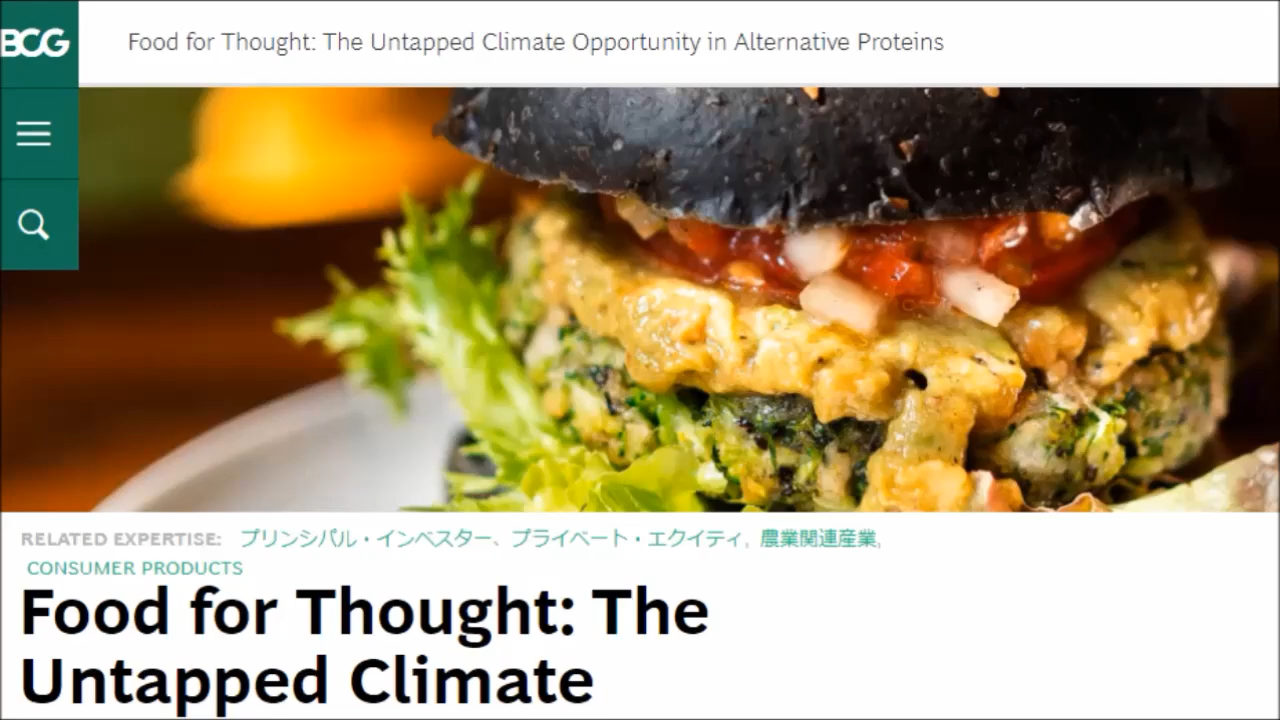 BCG
Food for Thought: The Untapped Climate Opportunity in Alternative Proteins
RELATED EXPERTISE: プリンシパル・インベスター、プライベート・エクイティ, 農業関連産業,
CONSUMER PRODUCTS
Food for Thought: The
Untapped Climate